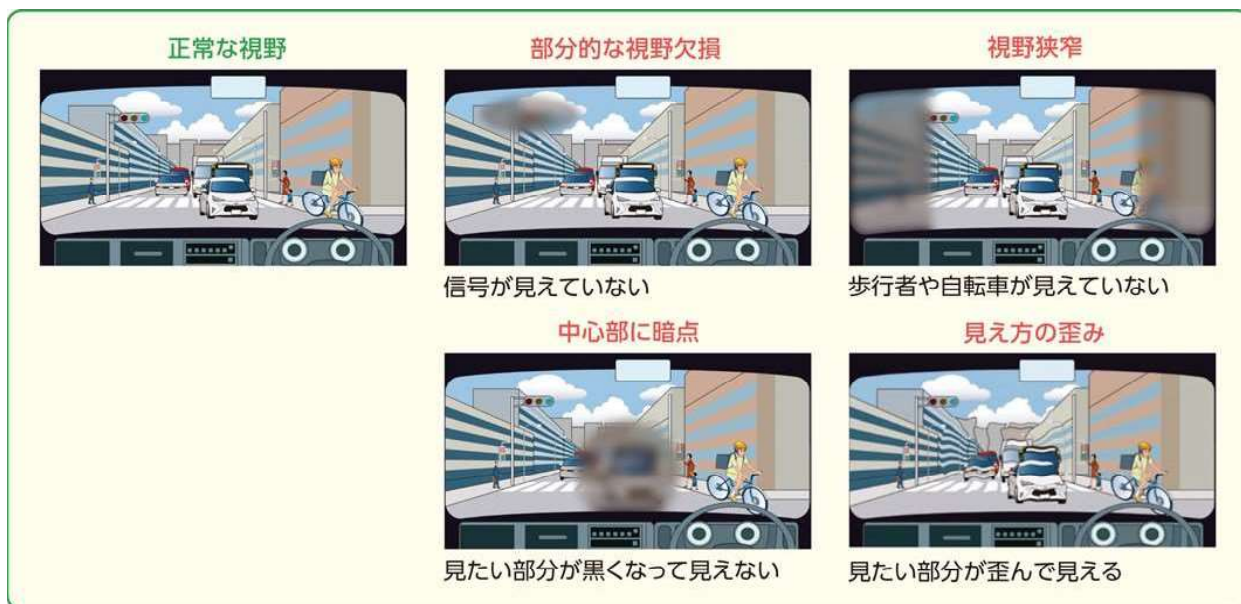 正常な視野
部分的な視野欠損
視野狭窄
信号が見えていない
歩行者や自転車が見えていない
中心部に暗点
見え方の歪み
見たい部分が黒くなって見えない
見たい部分が歪んで見える